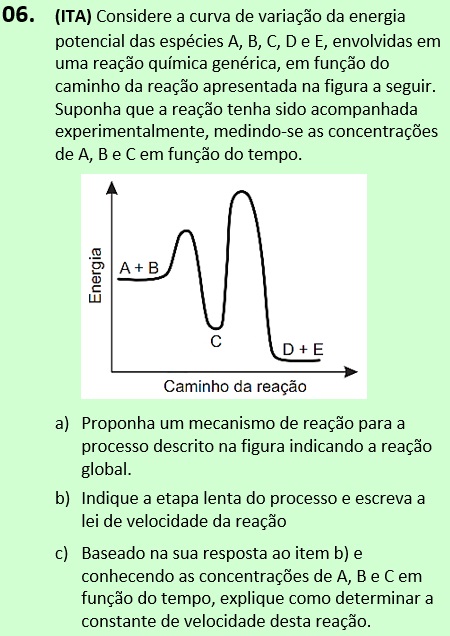 06. (ITA) Considere a curva de variação da energia
potencial das espécies A, B, C, D e E, envolvidas em
uma reação química genérica, em função do
caminho da reação apresentada na figura a seguir.
Suponha que a reação tenha sido acompanhada
experimentalmente, medindo-se as concentrações
de A, B e C em função do tempo.
Energia
A + B
C
D + E
Caminho da reação
a) Proponha um mecanismo de reação para a
processo descrito na figura indicando a reação
global.
b) Indique a etapa lenta do processo e escreva a
lei de velocidade da reação
c) Baseado na sua resposta ao item b) e
conhecendo as concentrações de A, B e C em
função do tempo, explique como determinar a
constante de velocidade desta reação.